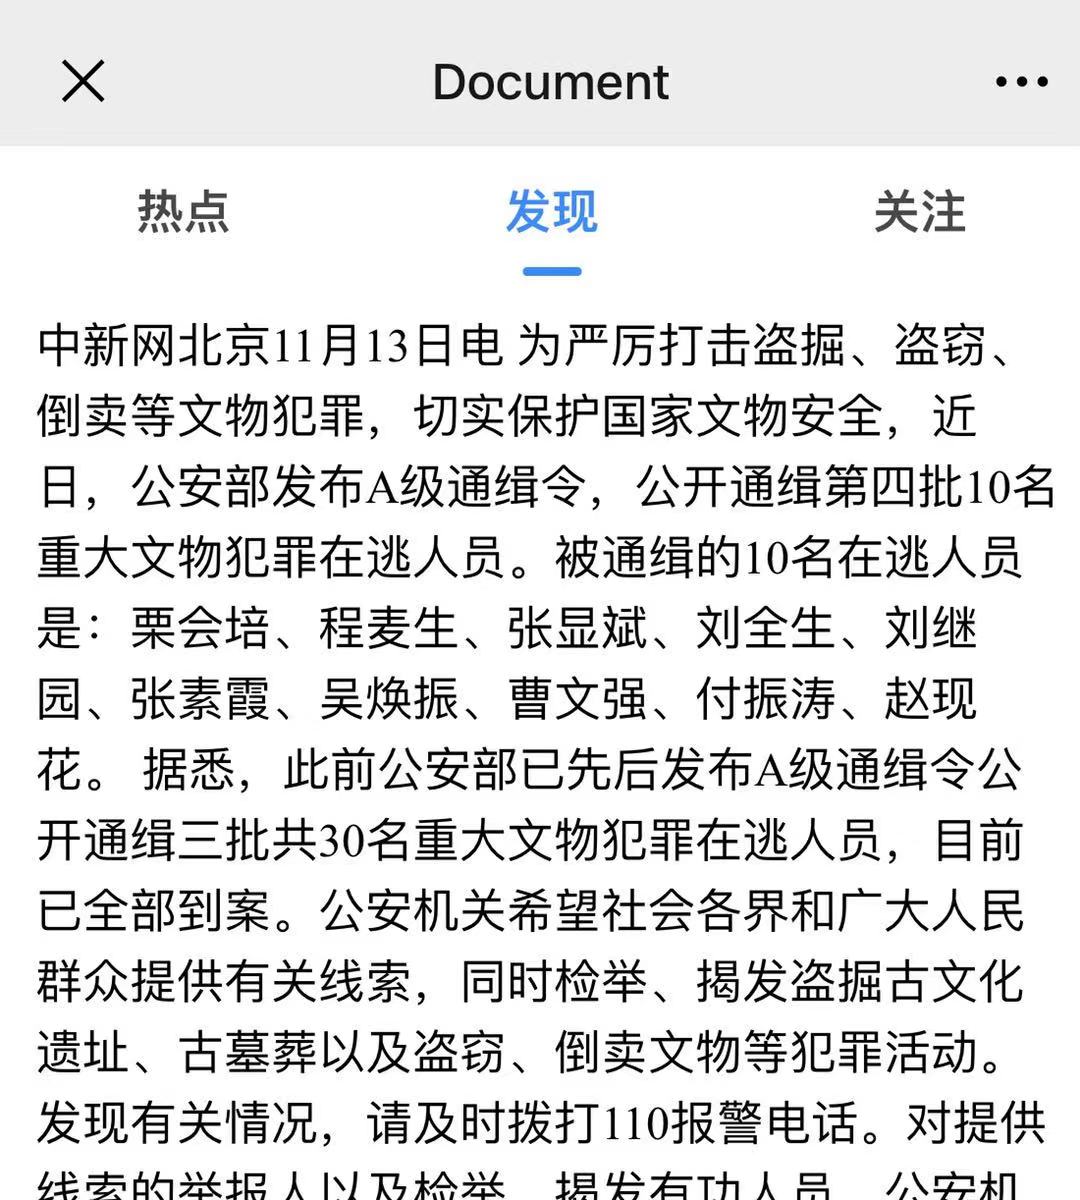 Document
热点 发现 关注
中新网北京11月13日电 为严厉打击盗掘、盗窃、
倒卖等文物犯罪，切实保护国家文物安全，近
日，公安部发布A级通缉令，公开通缉第四批10名
重大文物犯罪在逃人员。被通缉的10名在逃人员
是：栗会培、程麦生、张显斌、刘全生、刘继
园、张素霞、吴焕振、曹文强、付振涛、赵现
花。 据悉，此前公安部已先后发布A级通缉令公
开通缉三批共30名重大文物犯罪在逃人员，目前
已全部到案。公安机关希望社会各界和广大人民
群众提供有关线索，同时检举、揭发盗掘古文化
遗址、古墓葬以及盗窃、倒卖文物等犯罪活动。
发现有关情况，请及时拨打110报警电话。对提供
线索的举报人以及检举、揭发有功人员，公安机